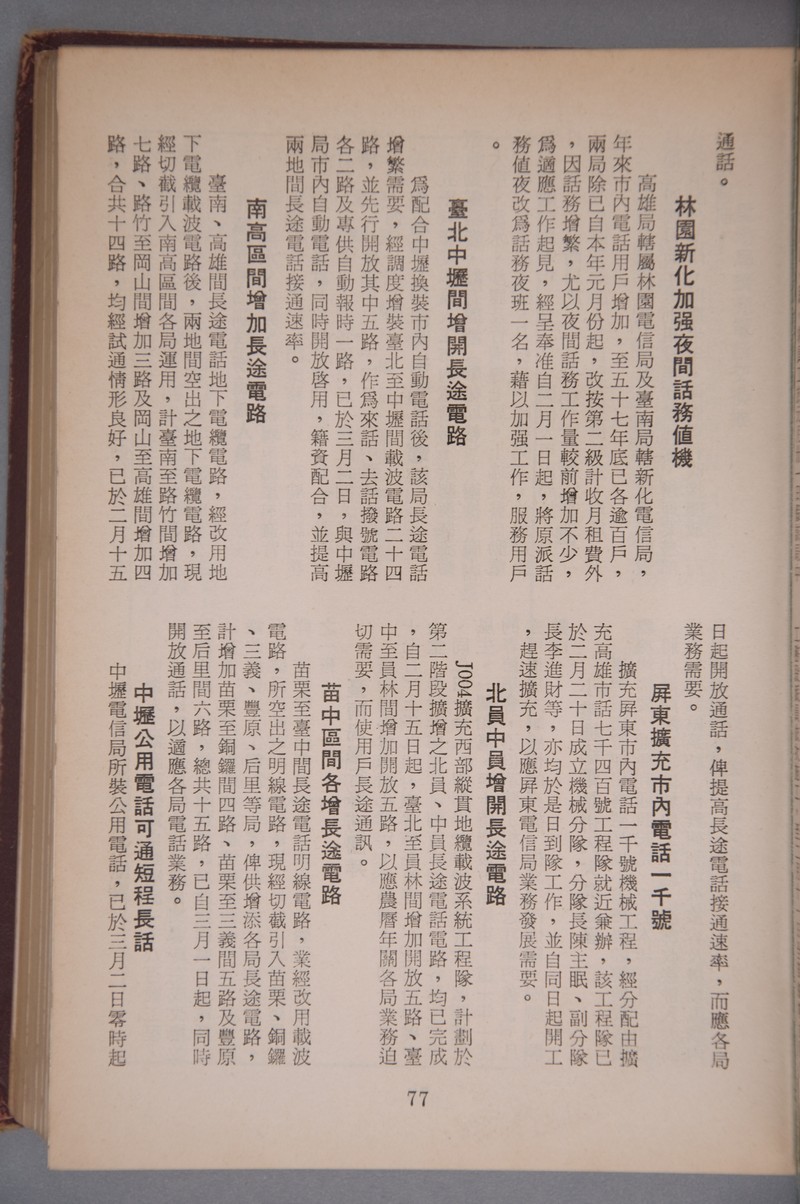 通話。
林園新化加强夜間話務值機
高雄局轄屬林園電信局及臺南局轄新化電信局，
年來市內電話用戶增加，至五十七年底已各逾百戶，
兩局除已自本年元月份起，改按第二級計收月租費外
，因話務增繁，尤以夜間話務工作量較前增加不少，
爲適應工作起見，經呈奉准自二月一日起，將原派話
務值夜改爲話務夜班一名，藉以加强工作，服務用戶
。
臺北中壢間增開長途電路
爲配合中壢換裝市內自動電話後，該局長途電話
增繁需要，經調度增裝臺北至中壢間載波電路二十四
路，並先行開放其中五路，作爲來話、去話撥號電路
各二路及專供自動報時一路，已於三月二日，與中壢
局市內自動電話，同時開放啓用，籍資配合，並提高
兩地間長途電話接通速率。
南高區間增加長途電路
臺南、高雄間長途電話地下電纜電路，經改用地
下電纜載波電路後，兩地間空出之地下電纜電路，現
經切截引入南高區間各局運用，計臺南至路竹間增加
七路、路竹至岡山間增加三路及岡山至高雄間增加四
路，合共十四路，均經試通情形良好，已於二月十五
日起開放通話，俾提高長途電話接通速率，而應各局
業務需要。
屏東擴充市內電話一千號
擴充屏東市內電話一千號機械工程，經分配由擴
充高雄市話七千四百號工程隊就近兼辦，該工程隊已
於二月二十日成立機械分隊，分隊長陳主眠、副分隊
長李進財等，亦均於是日到隊工作，並自同日起開工
，趕速擴充，以應屏東電信局業務發展需要。
北員中員增開長途電路
J004擴充西部縱貫地纜載波系統工程隊，計劃於
第二階段擴增之北員、中員長途電話電路，均已完成
，自二月十五日起，臺北至員林間增加開放五路、臺
中至員林間增加開放五路，以應農曆年關各局業務迫
切需要，而使用戶長途通訊。
苗中區間各增長途電路
苗栗至臺中間長途電話明線電路，業經改用載波
電路，所空出之明線電路，現經切截引入苗栗、銅鑼
、三義、豐原、后里等局，俾供增添各局長途電路，
計增加苗栗至銅鑼間四路、苗栗至三義間五路及豐原
至后里間六路，總共十五路，已自三月一日起，同時
開放通話，以適應各局電話業務。
中壢公用電話可通短程長話
中壢電信局所裝公用電話，已於三月二日零時起
77